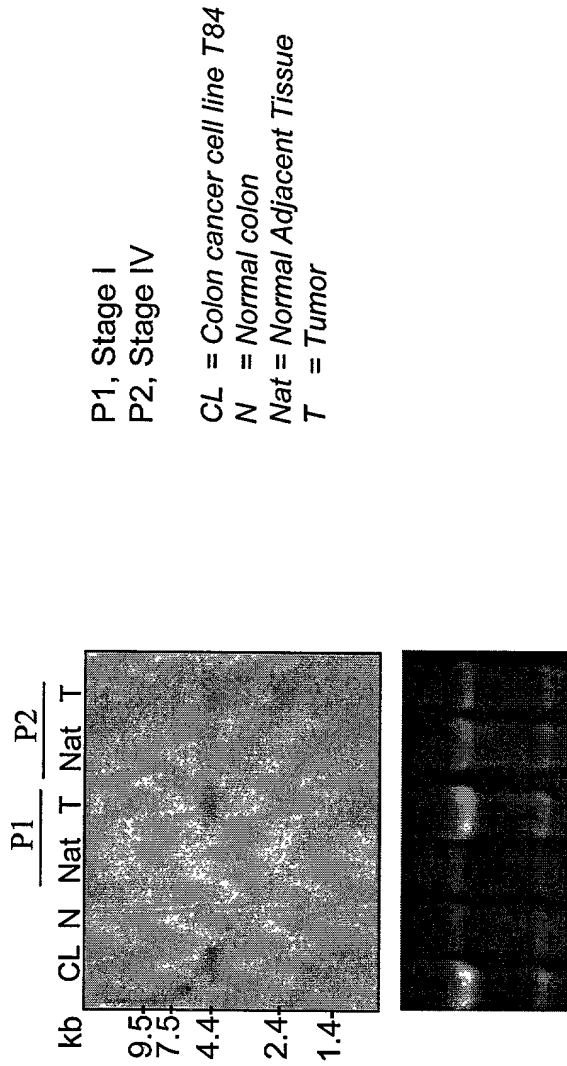 P1 P2
kb CL N Nat T Nat T
9.5-
7.5-
4.4-
2.4-
1.4-
P1, Stage I
P2, Stage IV
CL = Colon cancer cell line T84
N = Normal colon
Nat = Normal Adjacent Tissue
T = Tumor